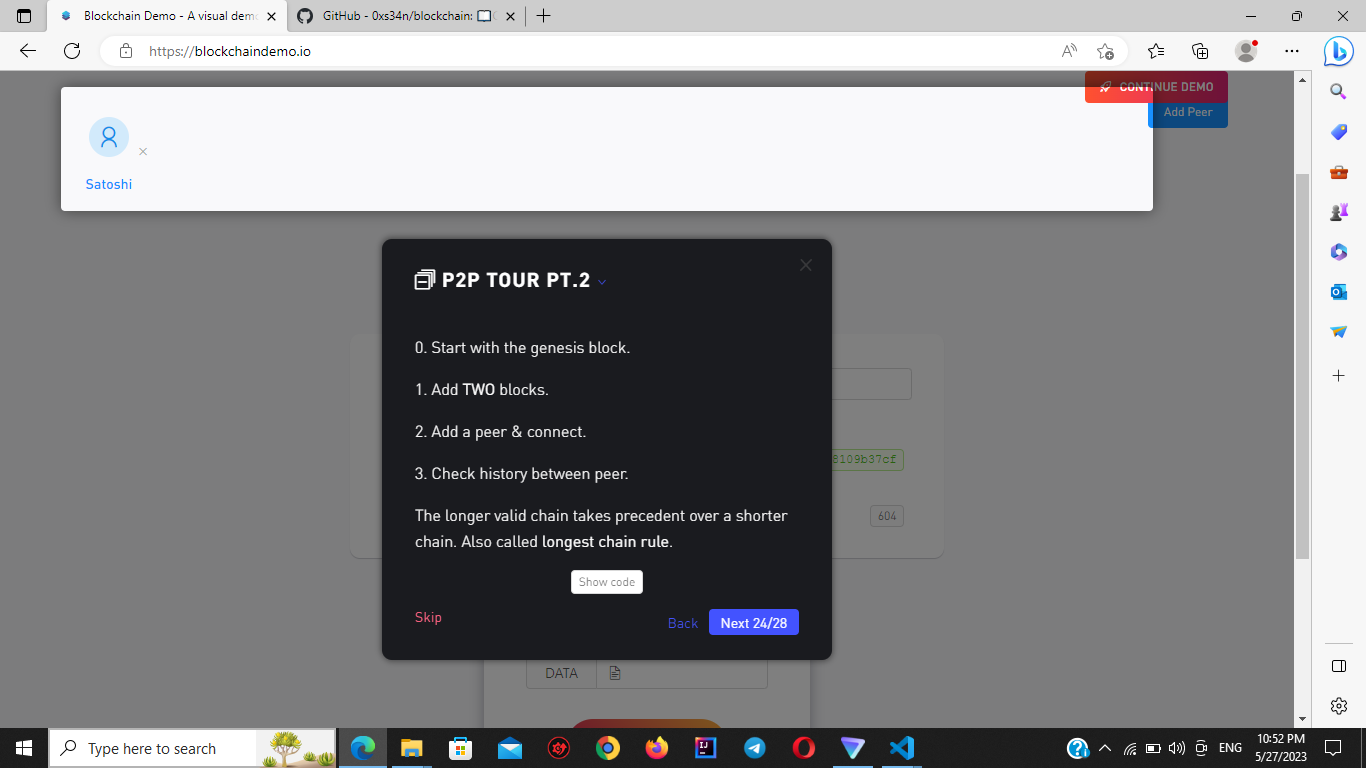 Blockchain Demo - A visual demo
GitHub - 0xs34n/blockchain:
https://blockchaindemo.io
CONTINUE DEMO
Add Peer
Satoshi
P2P TOUR PT.2
0. Start with the genesis block.
1. Add TWO blocks.
2. Add a peer & connect.
3. Check history between peer.
The longer valid chain takes precedent over a shorter
chain. Also called longest chain rule.
8109b37cf
604
Show code
Skip
Back
Next 24/28
DATA
Type here to search
ENG
10:52 PM
5/27/2023